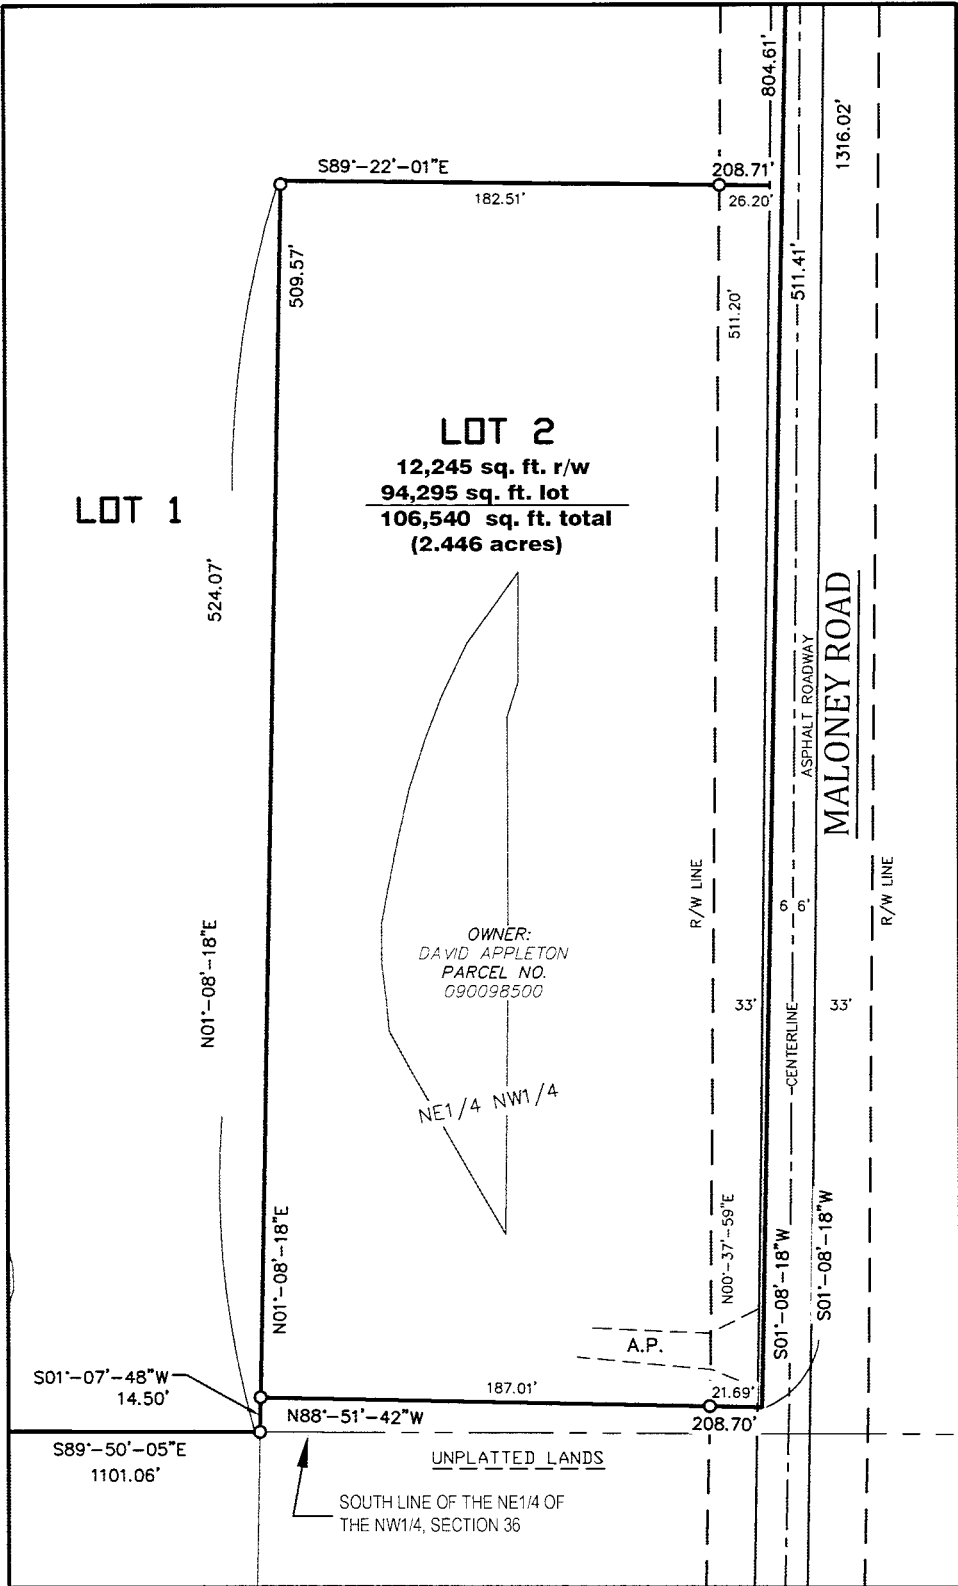 804.61'
1316.02'
S89°-22'-01"E
208.71'
182.51'
26.20'
509.57'
511.41'
511.20'
LOT 2
12,245 sq. ft. r/w
94,295 sq. ft. lot
106,540 sq. ft. total
(2.446 acres)
LOT 1
524.07'
MALONEY ROAD
ASPHALT ROADWAY
R/W LINE
R/W LINE
6'
6'
OWNER:
DAVID APPLETON
PARCEL NO.
090098500
N01°-08'-18"E
33'
33'
CENTERLINE
NE1/4 NW1/4
N01°-08'-18"E
N00°-37'-59"E
S01°-08'-18"W
S01°-08'-18"W
A.P.
S01°-07'-48"W
14.50'
187.01'
21.69'
N88°-51'-42"W
208.70'
S89°-50'-05"E
1101.06'
UNPLATTED LANDS
SOUTH LINE OF THE NE1/4 OF
THE NW1/4, SECTION 36